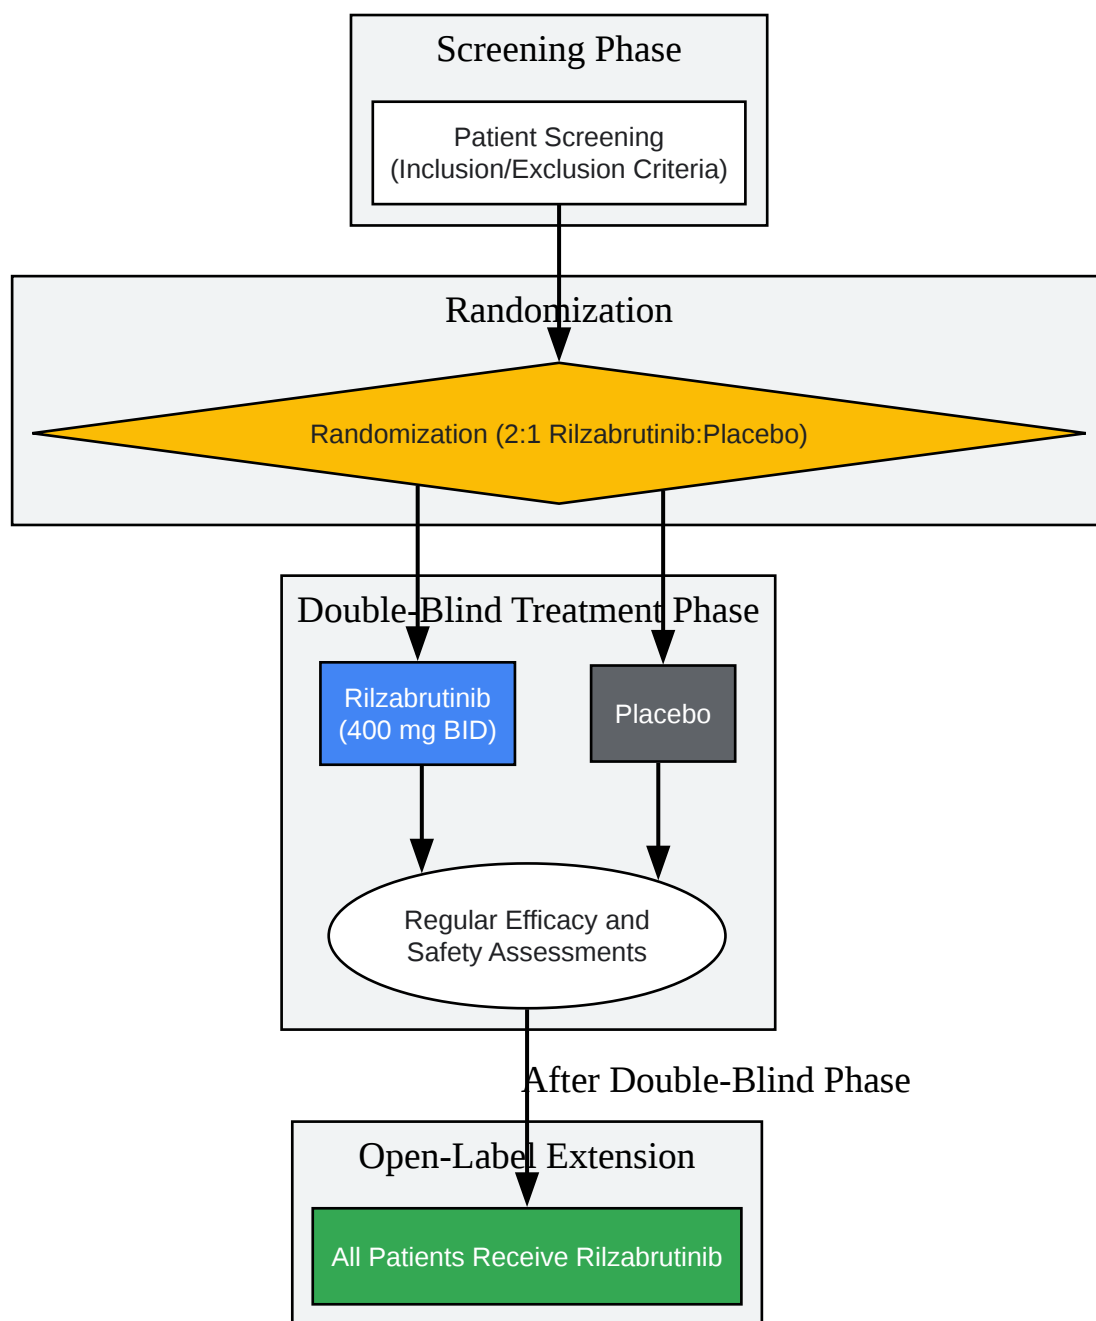 Screening Phase
Patient Screening
(Inclusion/Exclusion Criteria)
Randomization
Randomization (2:1 Rilzabrutinib:Placebo)
Double-Blind Treatment Phase
Rilzabrutinib
(400 mg BID)
Placebo
Regular Efficacy and
Safety Assessments
After Double-Blind Phase
Open-Label Extension
All Patients Receive Rilzabrutinib